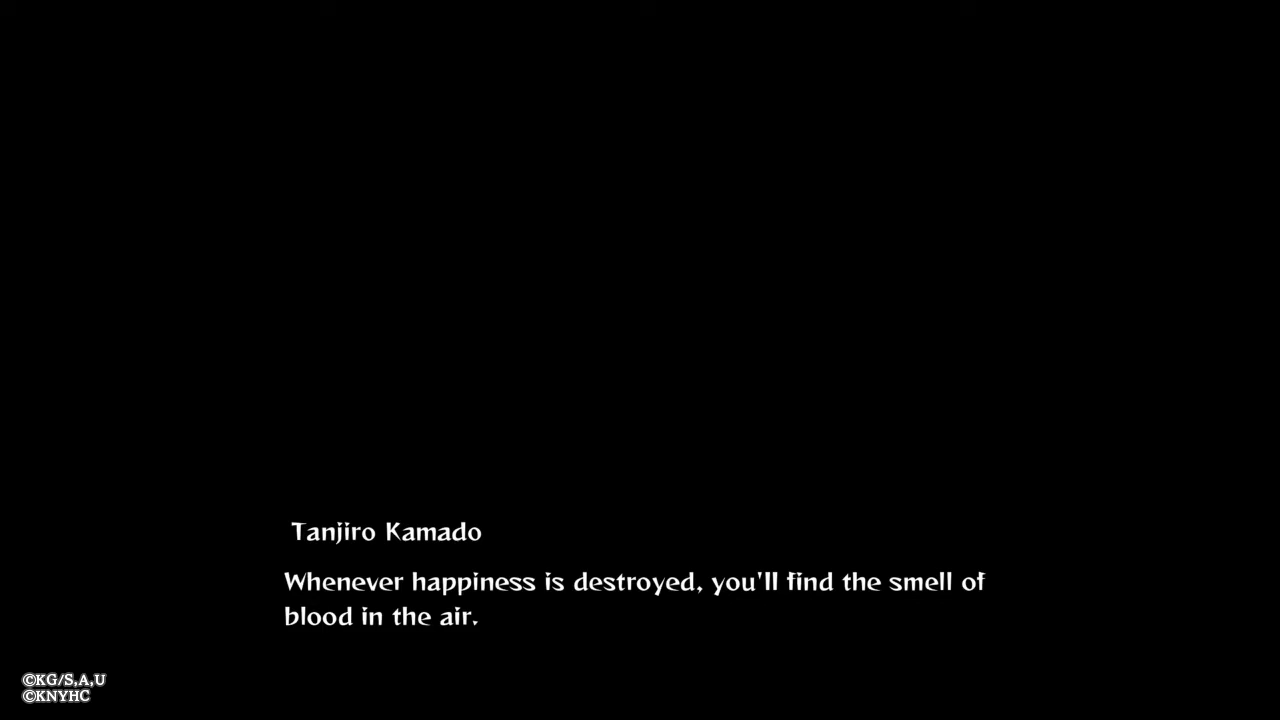 Tanjiro Kamado
Whenever happiness is destroyed, you'll find the smell of
blood in the air.
©KG/S,A,U
©KNYHC